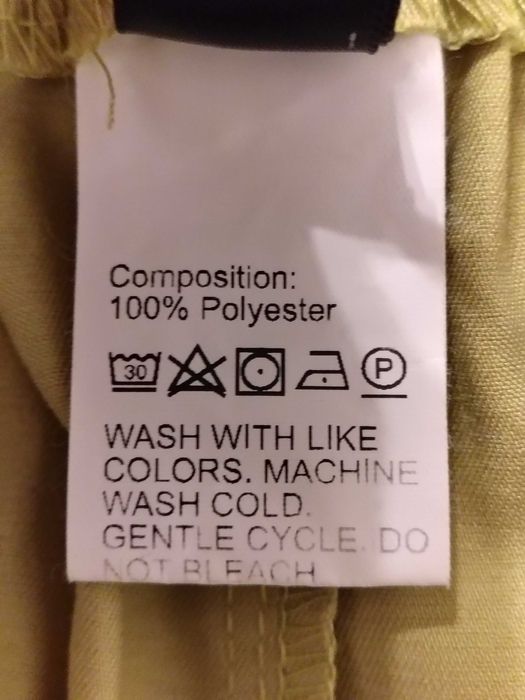 Composition:
100% Polyester
30
P
WASH WITH LIKE
COLORS. MACHINE
WASH COLD.
GENTLE CYCLE. DO
NOT BLEACH